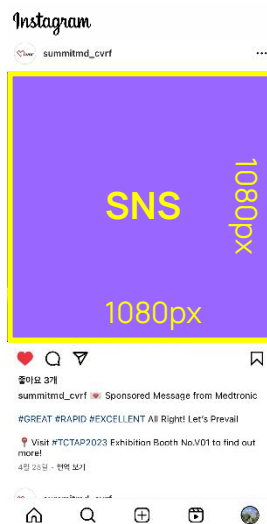 Instagram
summitmd_cvrf
SNS
1080px
1080px
좋아요 3개
summitmd_cvrf 💌 Sponsored Message from Medtronic
#GREAT #RAPID #EXCELLENT All Right! Let's Prevail
📍 Visit #TCTAP2023 Exhibition Booth No.V01 to find out
more!
4월 28일 · 번역 보기